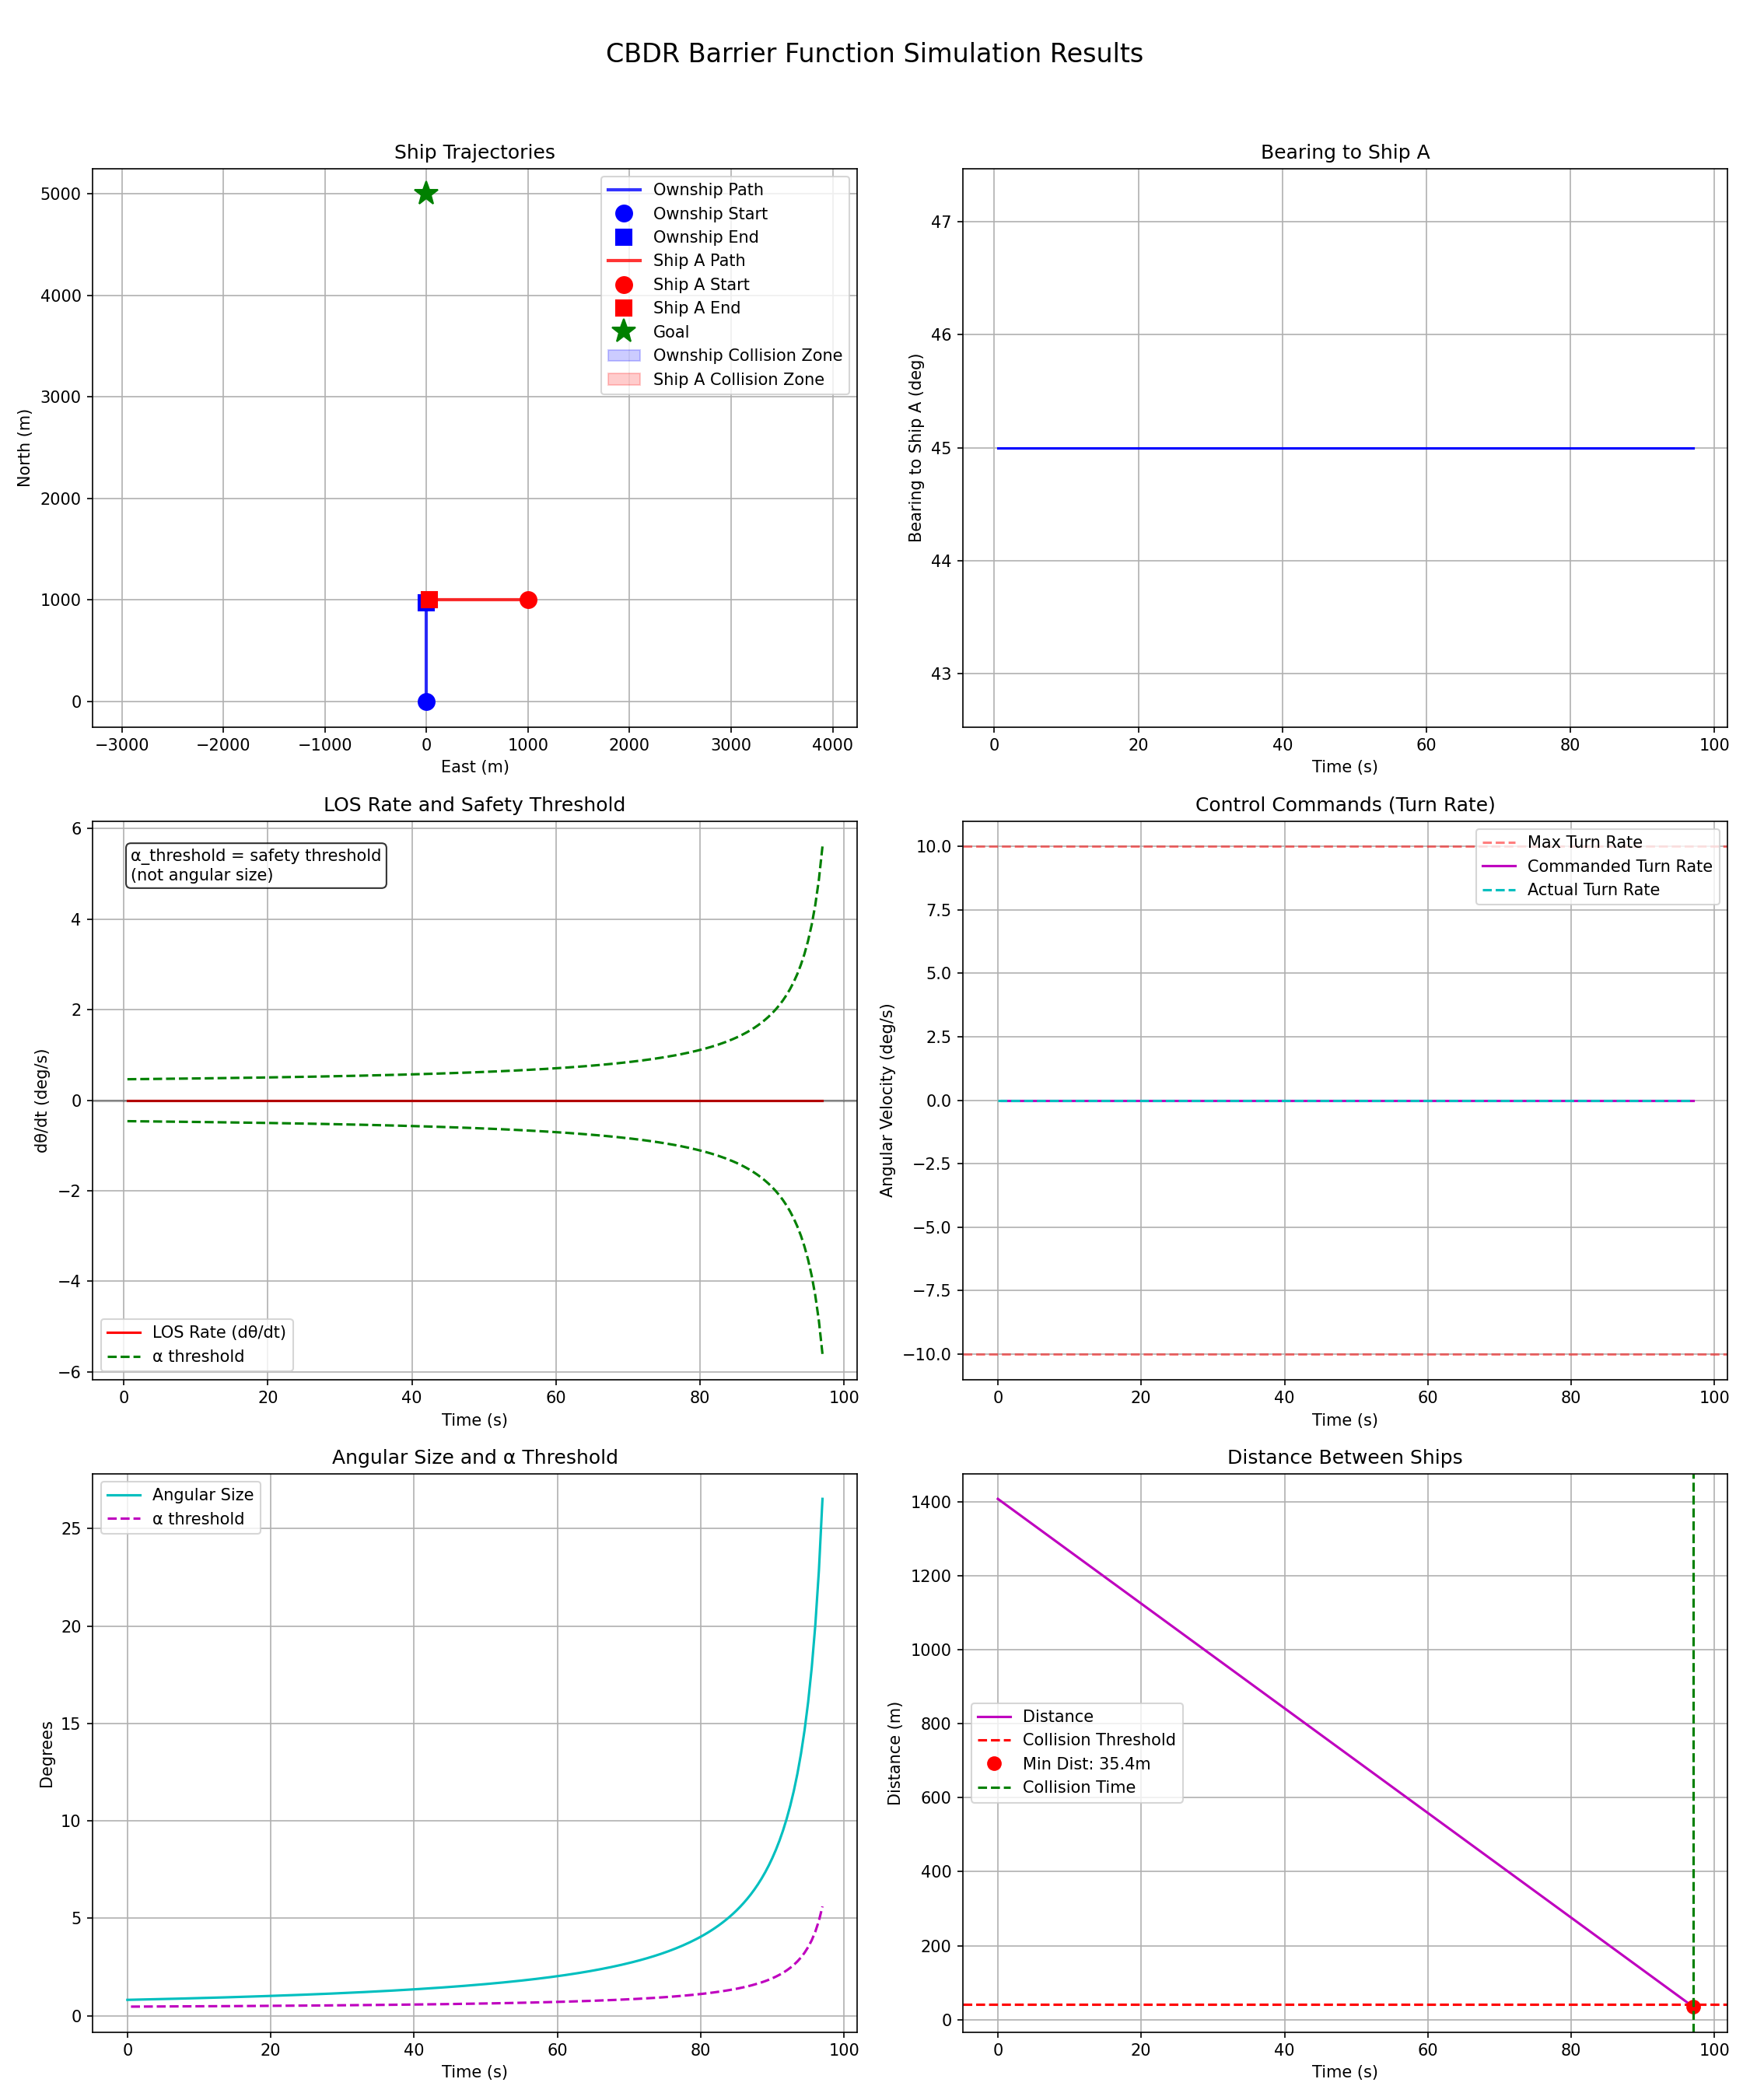 CBDR Barrier Function Simulation Results
Ship Trajectories
5000
4000
3000
2000
1000
0
North (m)
−3000 −2000 −1000 0 1000 2000 3000 4000
East (m)
Ownship Path
Ownship Start
Ownship End
Ship A Path
Ship A Start
Ship A End
Goal
Ownship Collision Zone
Ship A Collision Zone
Bearing to Ship A
47
46
45
44
43
Bearing to Ship A (deg)
0 20 40 60 80 100
Time (s)
LOS Rate and Safety Threshold
6
4
2
0
−2
−4
−6
dθ/dt (deg/s)
α_threshold = safety threshold
(not angular size)
LOS Rate (dθ/dt)
α threshold
0 20 40 60 80 100
Time (s)
Control Commands (Turn Rate)
10.0
7.5
5.0
2.5
0.0
−2.5
−5.0
−7.5
−10.0
Angular Velocity (deg/s)
Max Turn Rate
Commanded Turn Rate
Actual Turn Rate
0 20 40 60 80 100
Time (s)
Angular Size and α Threshold
25
20
15
10
5
0
Degrees
Angular Size
α threshold
0 20 40 60 80 100
Time (s)
Distance Between Ships
1400
1200
1000
800
600
400
200
0
Distance (m)
Distance
Collision Threshold
Min Dist: 35.4m
Collision Time
0 20 40 60 80 100
Time (s)